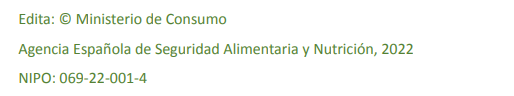 Edita: © Ministerio de Consumo
Agencia Española de Seguridad Alimentaria y Nutrición, 2022
NIPO: 069-22-001-4